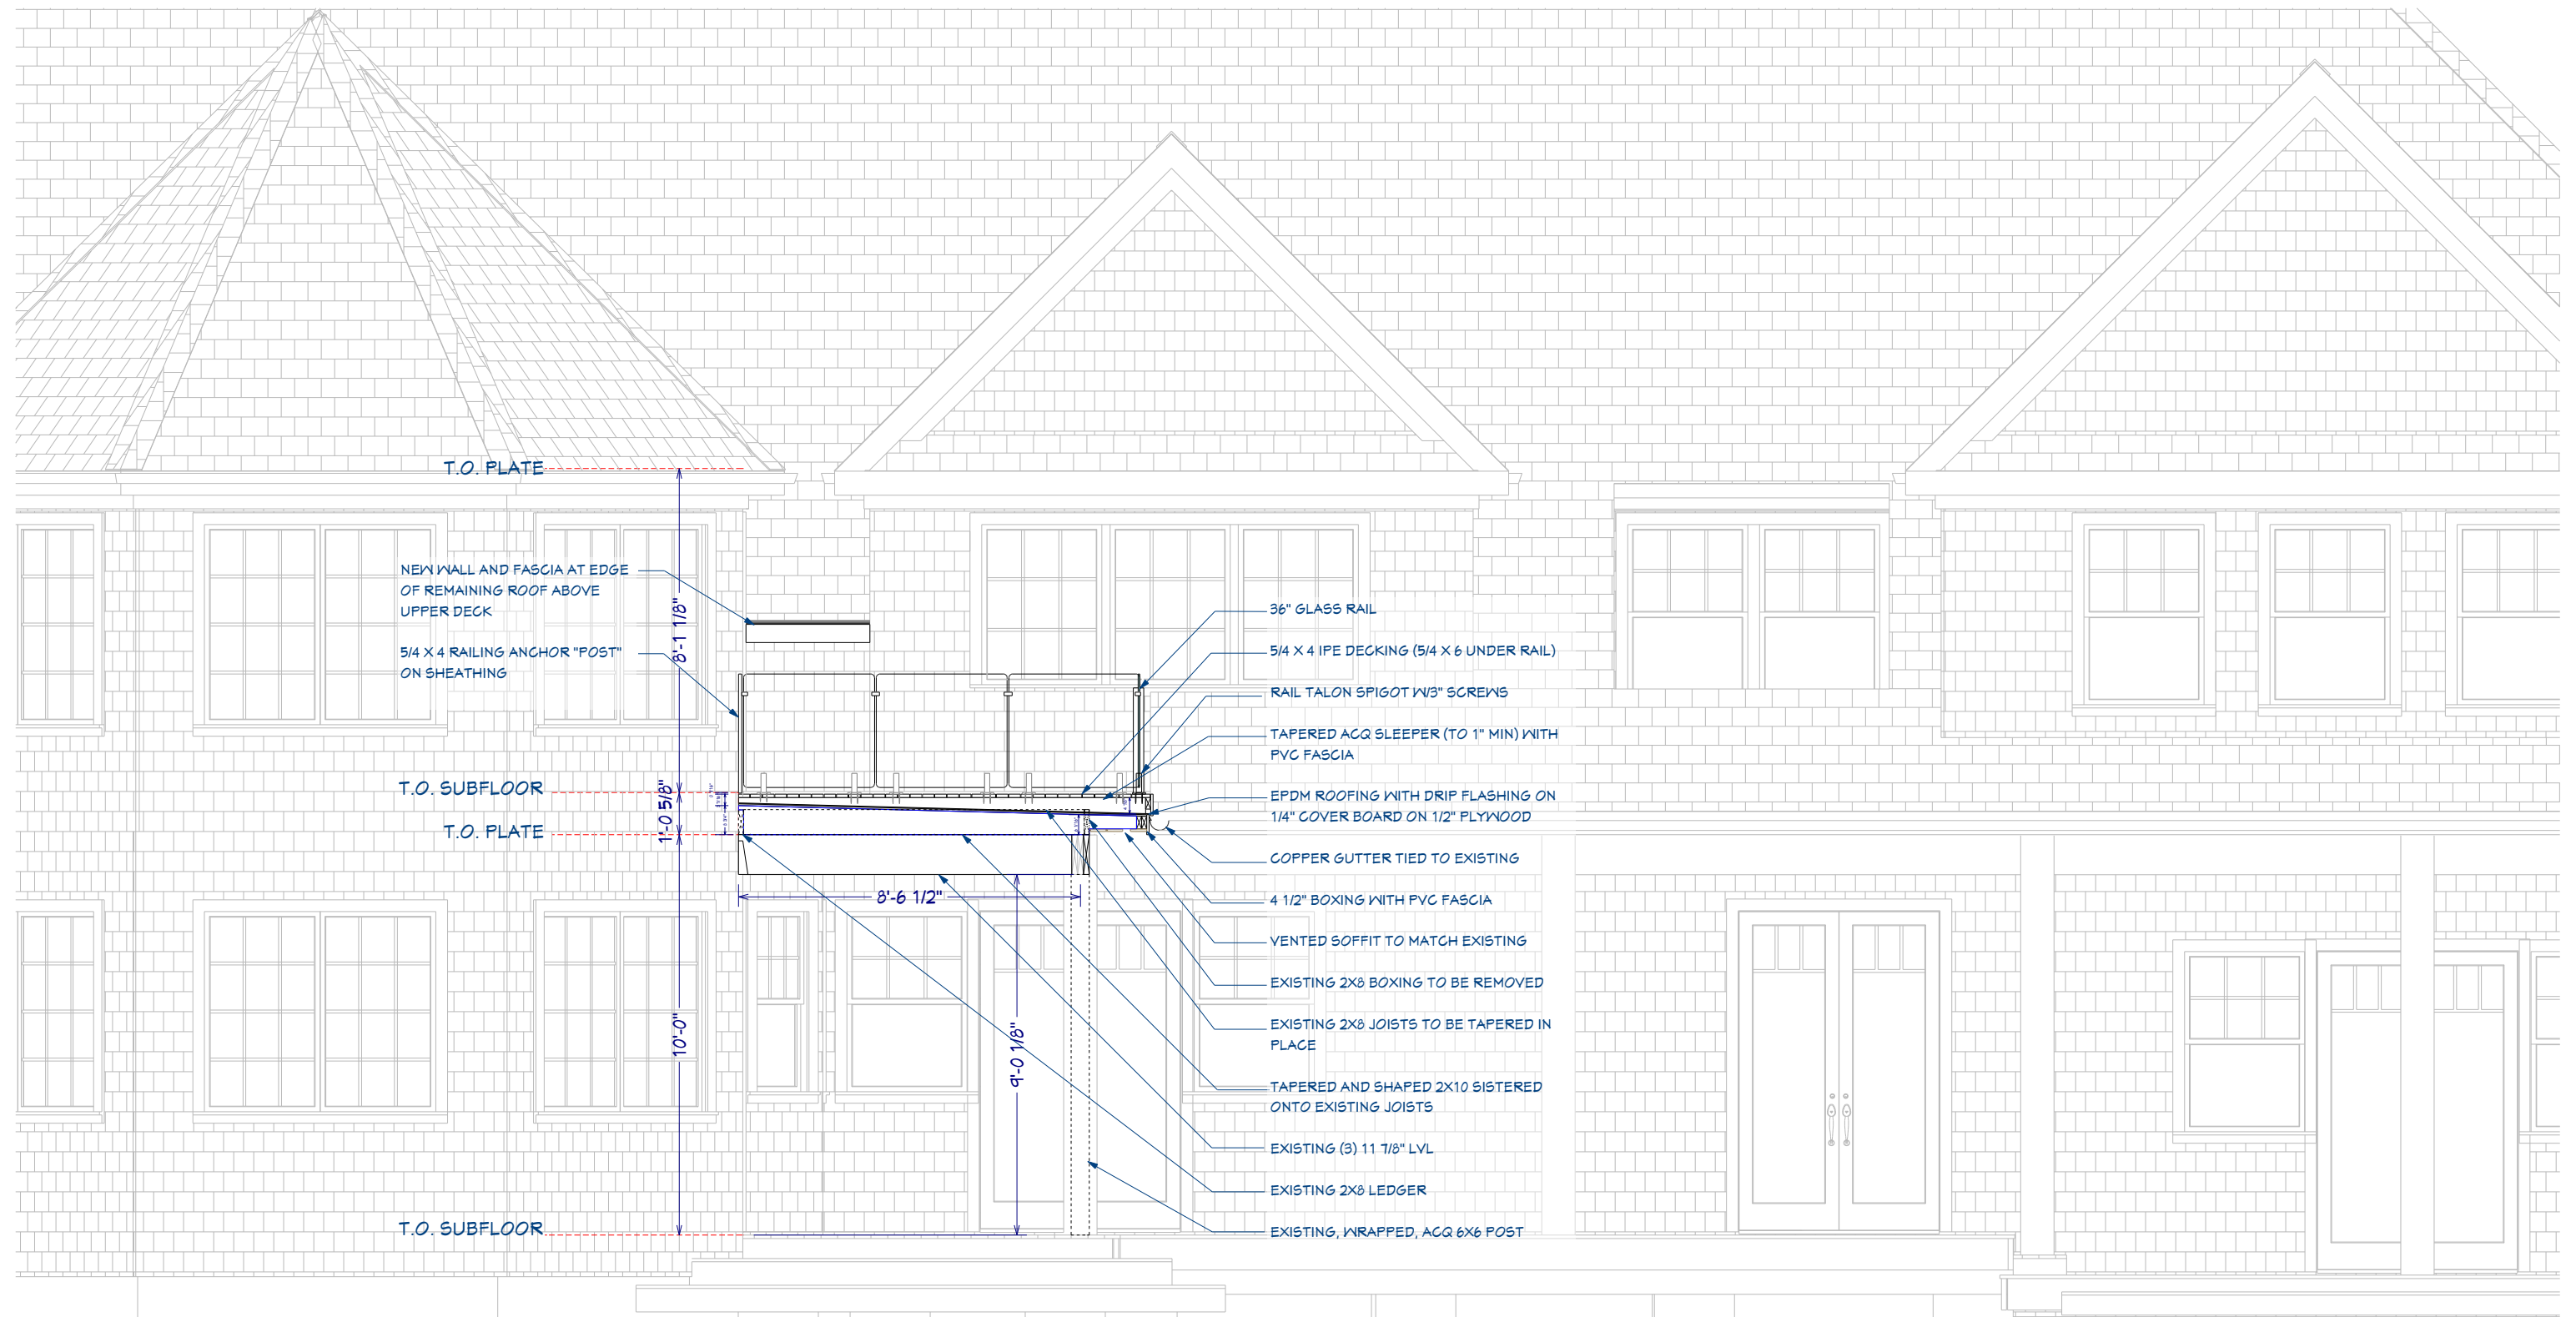 T.O. PLATE
8'-1 1/8"
NEW WALL AND FASCIA AT EDGE
OF REMAINING ROOF ABOVE
UPPER DECK
5/4 X 4 RAILING ANCHOR "POST"
ON SHEATHING
T.O. SUBFLOOR
1'-0 5/8"
T.O. PLATE
8'-6 1/2"
10'-0"
9'-0 1/8"
T.O. SUBFLOOR
36" GLASS RAIL
5/4 X 4 IPE DECKING (5/4 X 6 UNDER RAIL)
RAIL TALON SPIGOT W/3" SCREWS
TAPERED ACQ SLEEPER (TO 1" MIN) WITH
PVC FASCIA
EPDM ROOFING WITH DRIP FLASHING ON
1/4" COVER BOARD ON 1/2" PLYWOOD
COPPER GUTTER TIED TO EXISTING
4 1/2" BOXING WITH PVC FASCIA
VENTED SOFFIT TO MATCH EXISTING
EXISTING 2X8 BOXING TO BE REMOVED
EXISTING 2X8 JOISTS TO BE TAPERED IN
PLACE
TAPERED AND SHAPED 2X10 SISTERED
ONTO EXISTING JOISTS
EXISTING (3) 11 7/8" LVL
EXISTING 2X8 LEDGER
EXISTING, WRAPPED, ACQ 6X6 POST